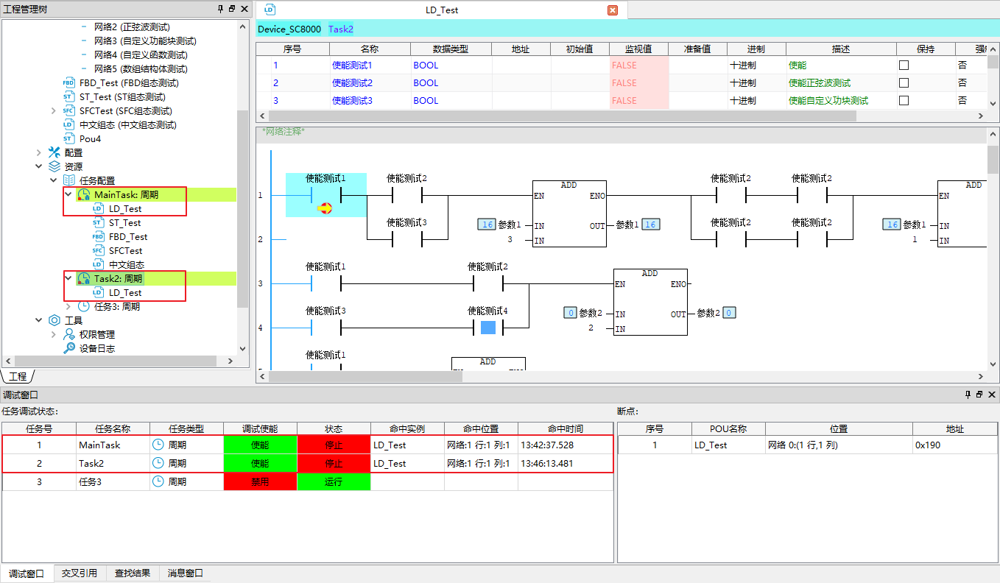 工程管理树
网络2 (正弦波测试)
网络3 (自定义功能块测试)
网络4 (自定义函数测试)
网络5 (数组结构体测试)
FBD FBD_Test (FBD组态测试)
ST ST_Test (ST组态测试)
SFC SFCTest (SFC组态测试)
LD 中文组态 (中文组态测试)
ST Pou4
配置
资源
任务配置
MainTask: 周期
LD LD_Test
ST ST_Test
FBD FBD_Test
SFC SFCTest
LD 中文组态
Task2: 周期
LD LD_Test
任务3: 周期
工具
权限管理
设备日志
工程
LD LD_Test
Device_SC8000 Task2
序号 名称 数据类型 地址 初始值 监视值 准备值 进制 描述 保持
1 使能测试1 BOOL FALSE 十进制 使能 否
2 使能测试2 BOOL FALSE 十进制 使能正弦波测试 否
3 使能测试3 BOOL FALSE 十进制 使能自定义功块测试 否
*网络注释*
使能测试1 使能测试2 ADD 使能测试2 使能测试2 ADD
1 EN ENO EN
使能测试3 使能测试2 使能测试2
16 参数1 IN OUT 参数1 16 16 参数1 IN
2 3 IN 1 IN
使能测试1 使能测试2 ADD
3 EN ENO
使能测试3 使能测试4 0 参数2 IN OUT 参数2 0
4 2 IN
使能测试1 ADD
调试窗口
任务调试状态: 断点:
任务号 任务名称 任务类型 调试使能 状态 命中实例 命中位置 命中时间
1 MainTask 周期 使能 停止 LD_Test 网络:1 行:1 列:1 13:42:37.528
2 Task2 周期 使能 停止 LD_Test 网络:1 行:1 列:1 13:46:13.481
3 任务3 周期 禁用 运行
序号 POU名称 位置 地址
1 LD_Test 网络 0:(1 行,1 列) 0x190
调试窗口 交叉引用 查找结果 消息窗口